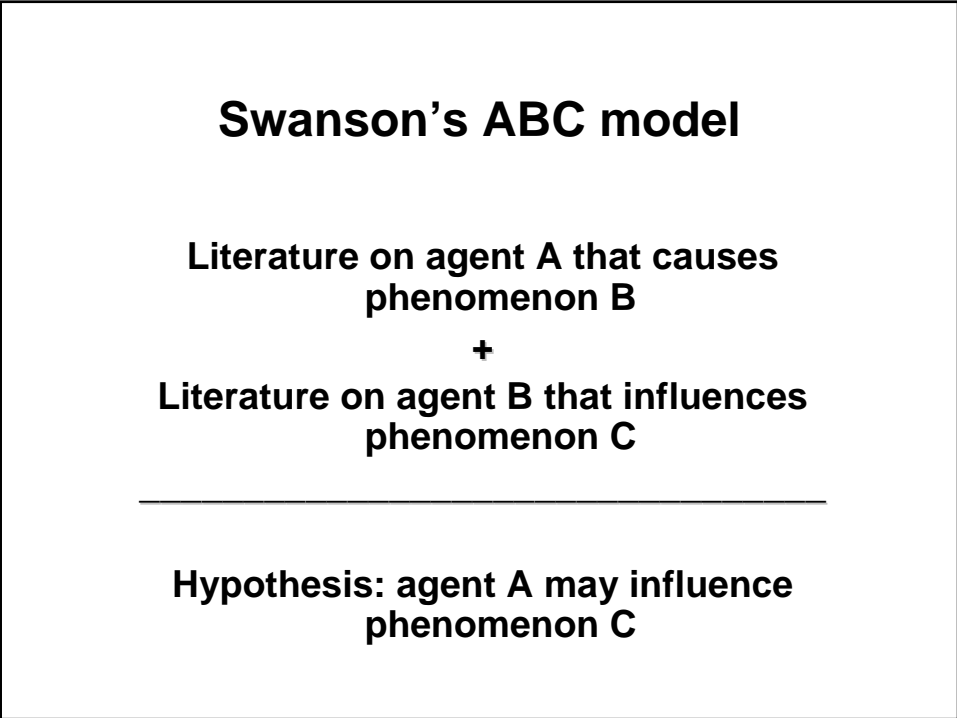 Swanson’s ABC model
Literature on agent A that causes
phenomenon B
+
Literature on agent B that influences
phenomenon C
_________________________________
Hypothesis: agent A may influence
phenomenon C